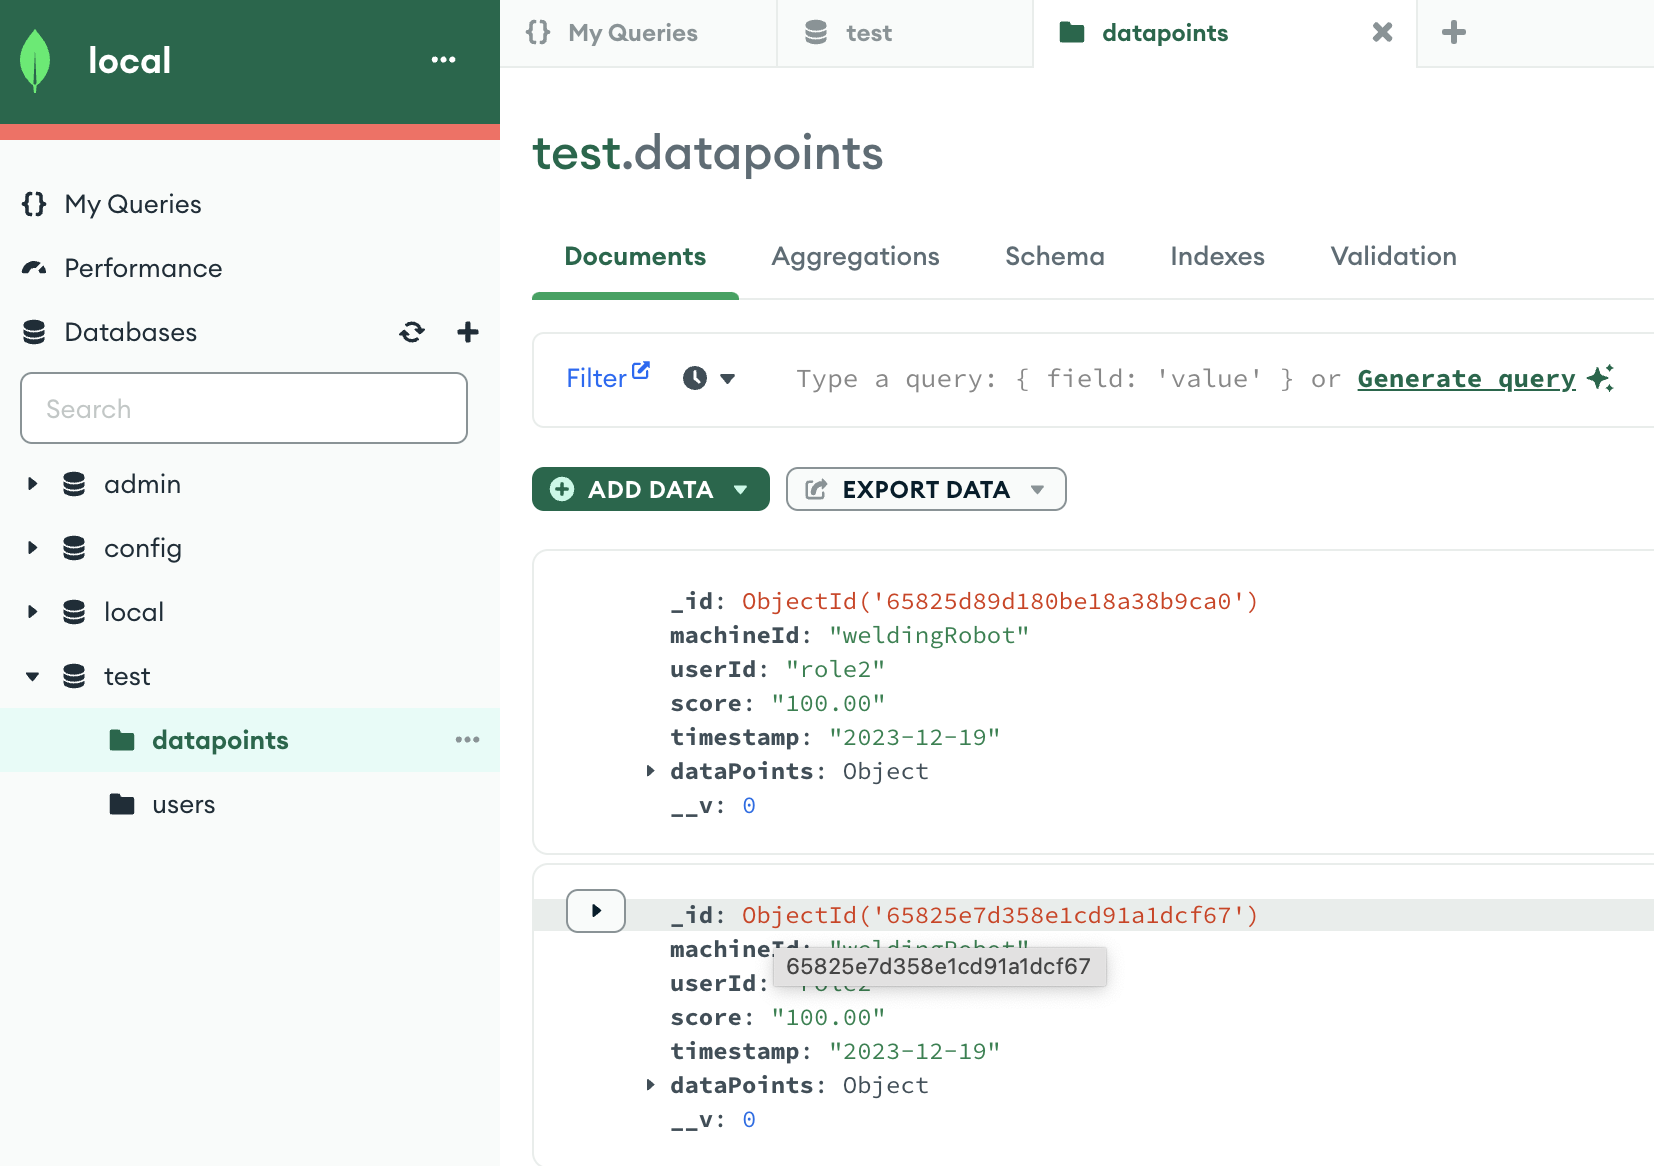 local
My Queries
Performance
Databases
Search
admin
config
local
test
datapoints
users
My Queries
test
datapoints
test.datapoints
Documents Aggregations Schema Indexes Validation
Filter Type a query: { field: 'value' } or Generate query
ADD DATA EXPORT DATA
_id: ObjectId('65825d89d180be18a38b9ca0')
machineId: "weldingRobot"
userId: "role2"
score: "100.00"
timestamp: "2023-12-19"
dataPoints: Object
__v: 0
_id: ObjectId('65825e7d358e1cd91a1dcf67')
machineId: "weldingRobot"
65825e7d358e1cd91a1dcf67
userId: "role2"
score: "100.00"
timestamp: "2023-12-19"
dataPoints: Object
__v: 0